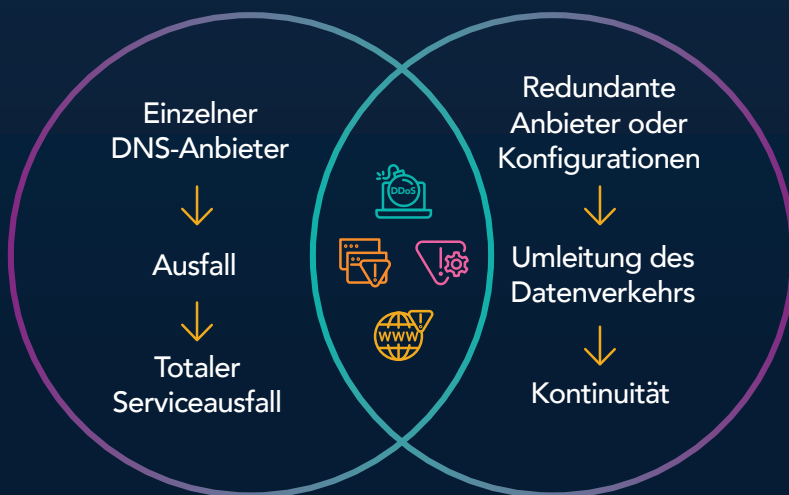 Einzelner
DNS-Anbieter
Ausfall
Totaler
Serviceausfall
DDoS
WWW
Redundante
Anbieter oder
Konfigurationen
Umleitung des
Datenverkehrs
Kontinuität